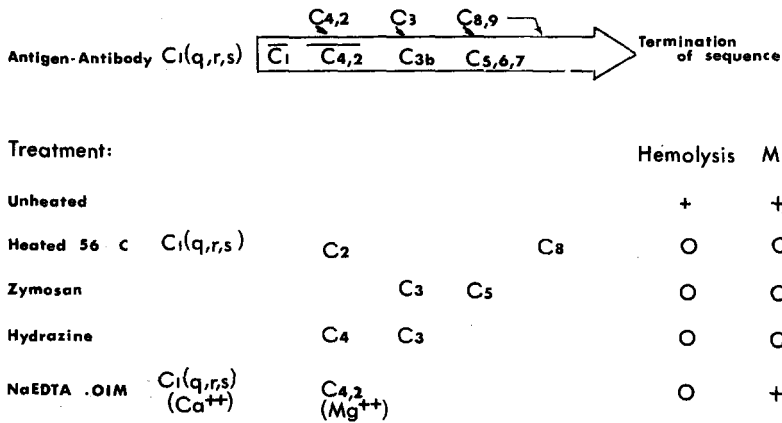 C4,2 C3 C8,9
Antigen-Antibody C1(q,r,s) C1 C4,2 C3b C5,6,7 Termination of sequence
Treatment: Hemolysis M
Unheated + +
Heated 56 C C1(q,r,s) C2 C8 O O
Zymosan C3 C5 O O
Hydrazine C4 C3 O O
NaEDTA .01M C1(q,r,s) C4,2 O +
(Ca++) (Mg++)